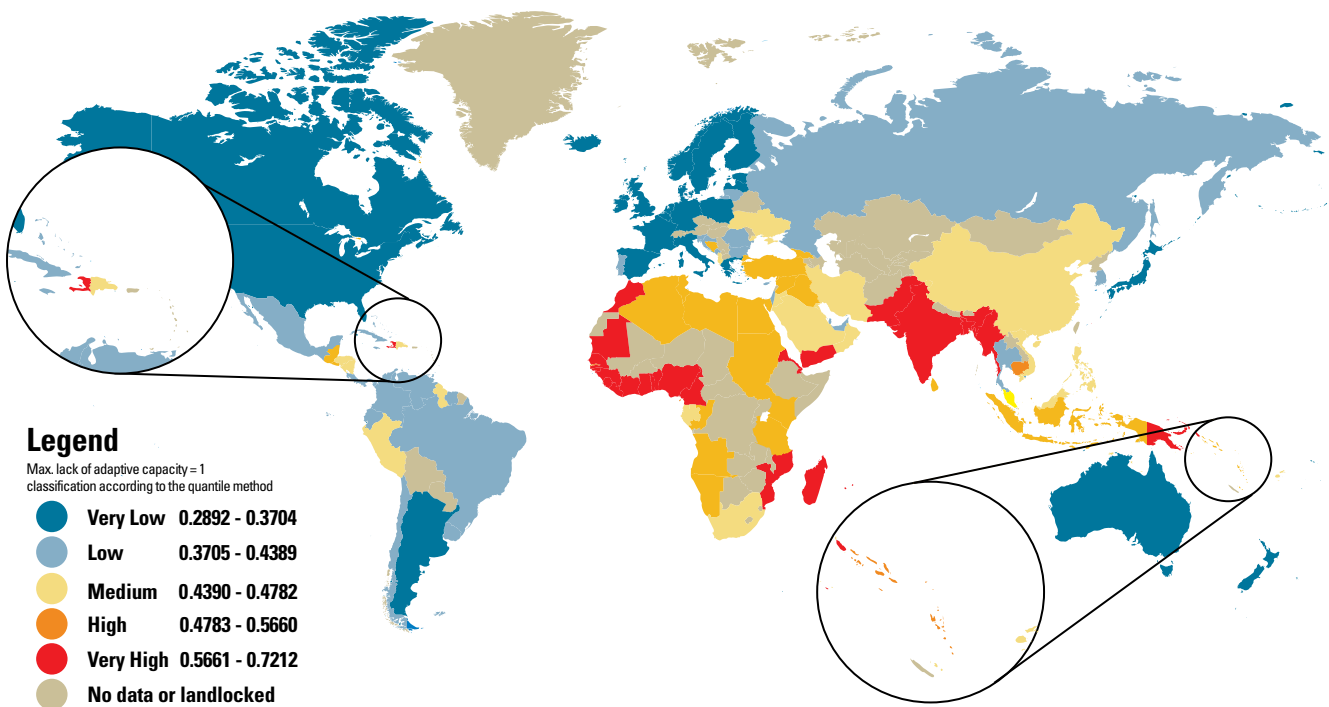 Legend
Max. lack of adaptive capacity = 1
classification according to the quantile method
Very Low 0.2892 - 0.3704
Low 0.3705 - 0.4389
Medium 0.4390 - 0.4782
High 0.4783 - 0.5660
Very High 0.5661 - 0.7212
No data or landlocked